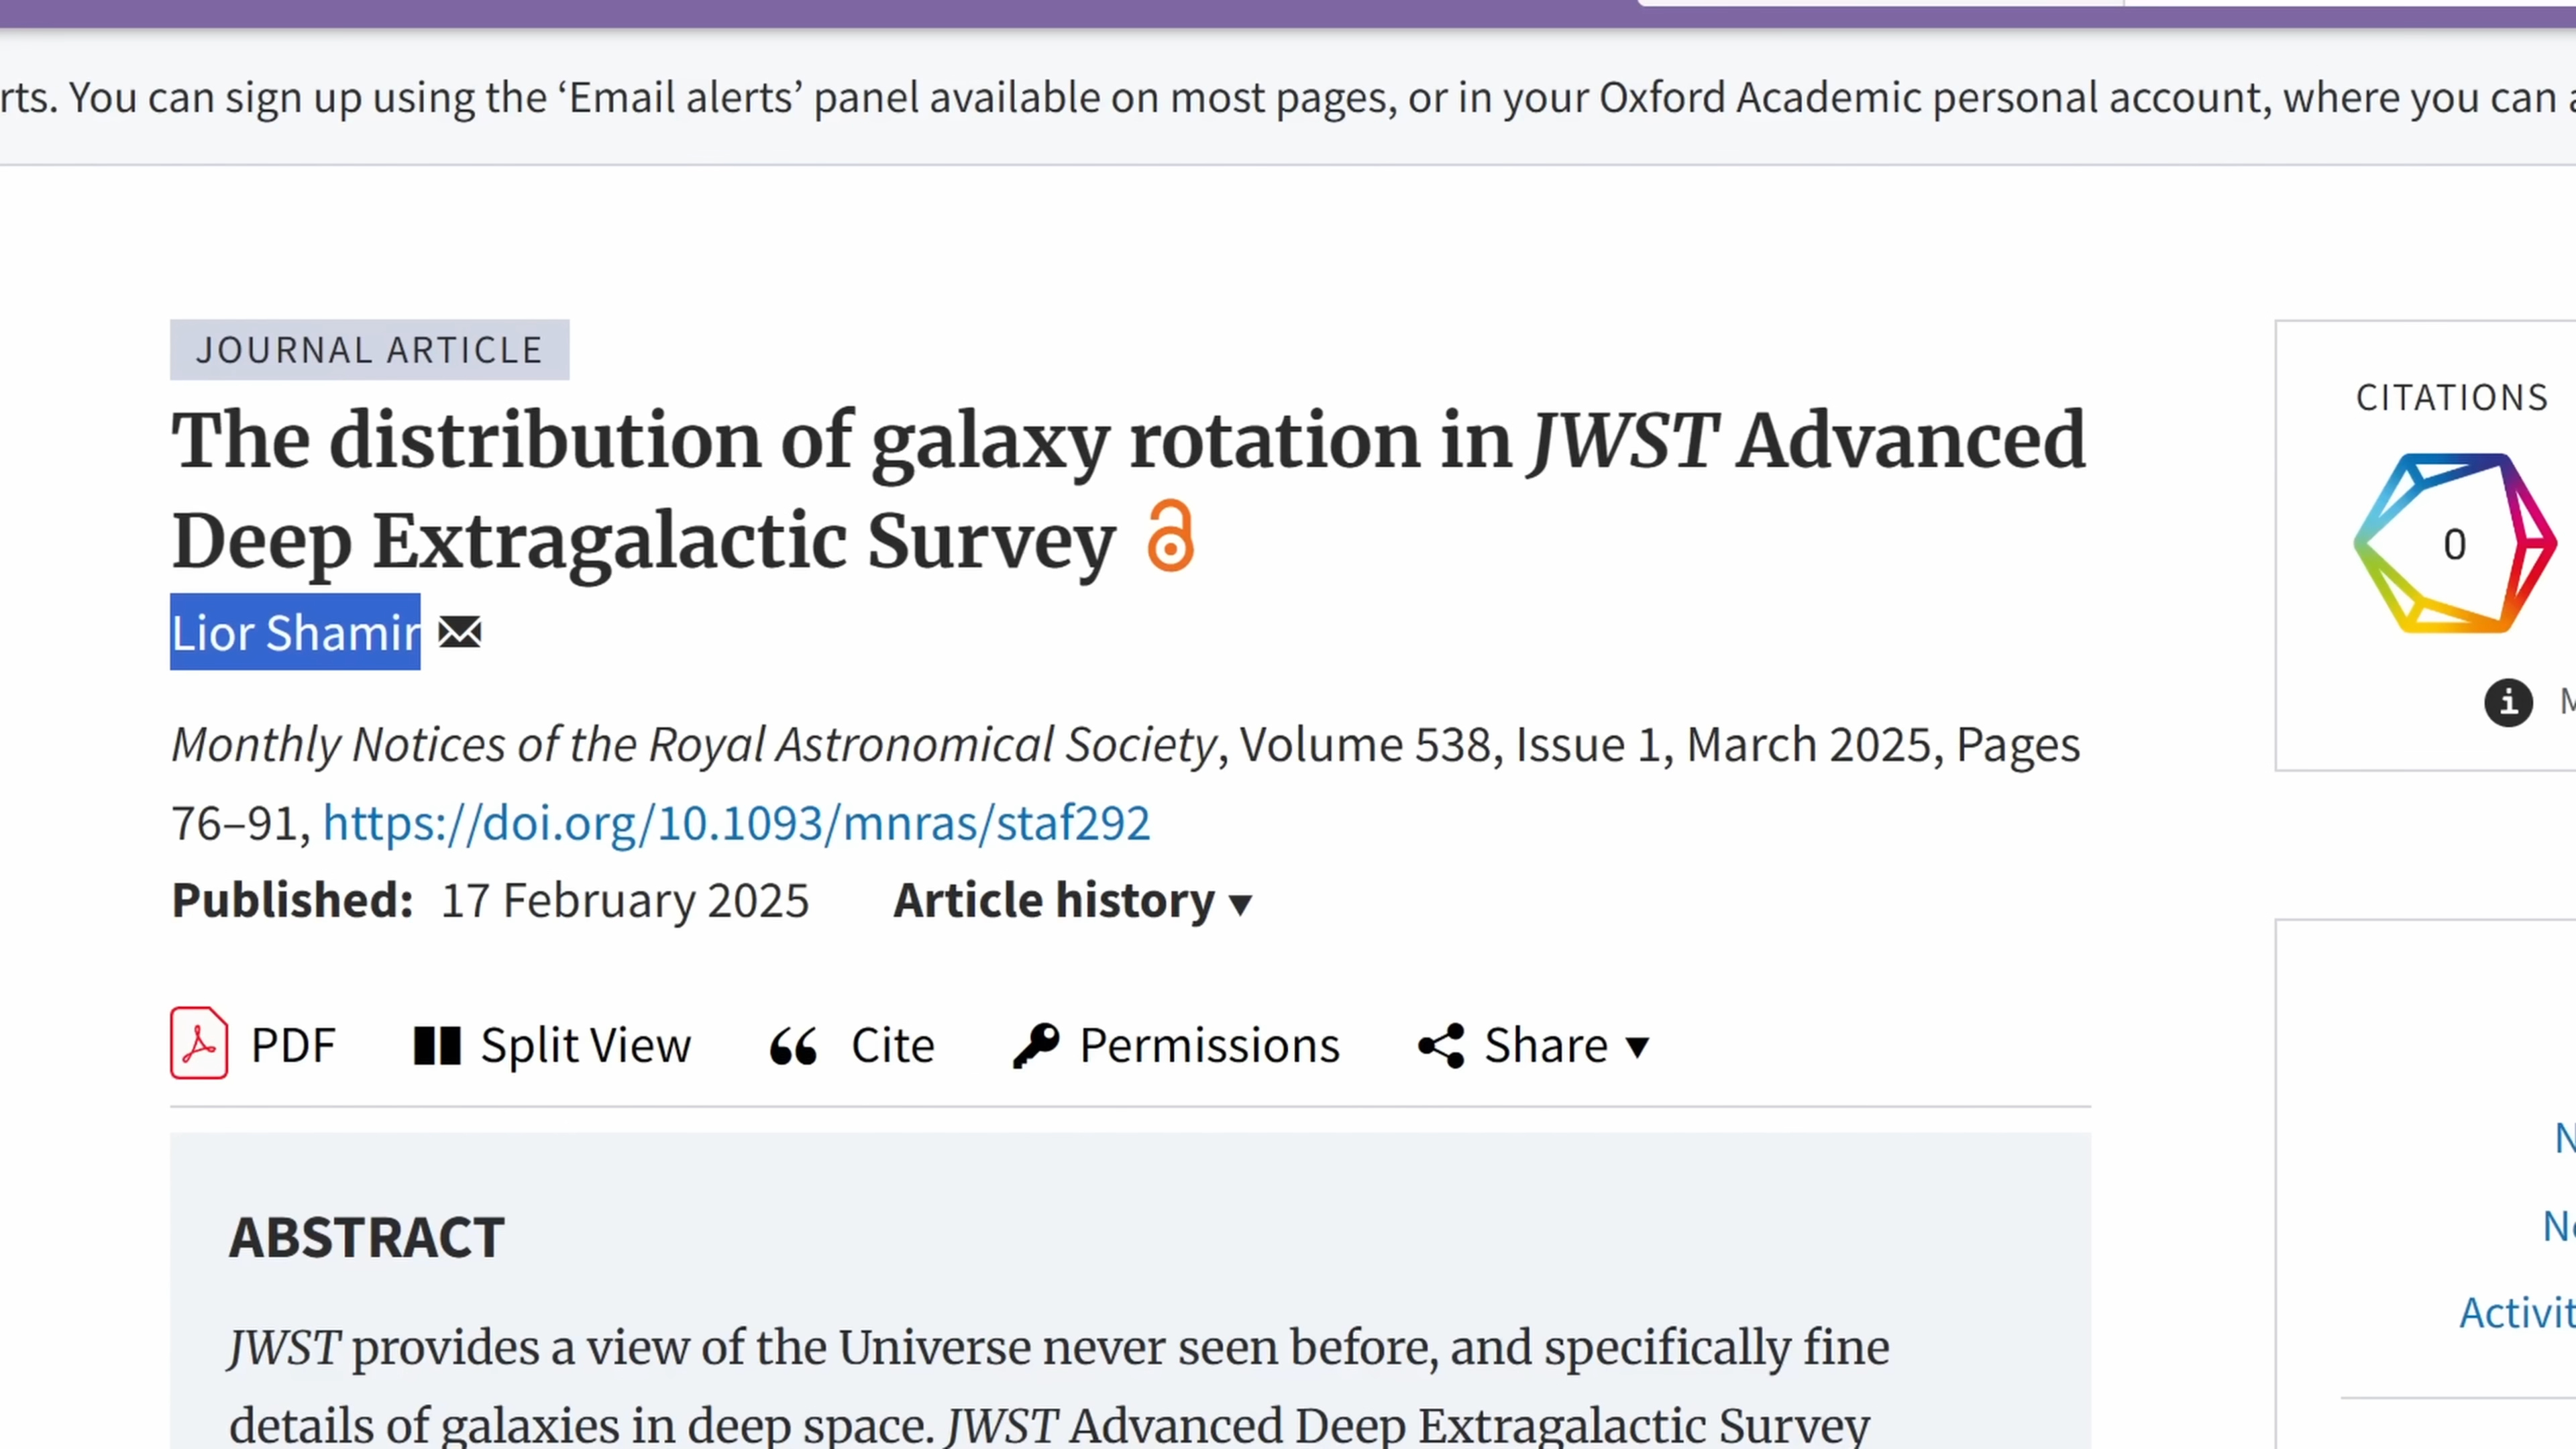 rts. You can sign up using the ‘Email alerts’ panel available on most pages, or in your Oxford Academic personal account, where you can a
JOURNAL ARTICLE
The distribution of galaxy rotation in JWST Advanced
Deep Extragalactic Survey
Lior Shamir
Monthly Notices of the Royal Astronomical Society, Volume 538, Issue 1, March 2025, Pages
76–91, https://doi.org/10.1093/mnras/staf292
Published: 17 February 2025 Article history ▼
PDF Split View Cite Permissions Share ▼
ABSTRACT
JWST provides a view of the Universe never seen before, and specifically fine
details of galaxies in deep space. JWST Advanced Deep Extragalactic Survey
CITATIONS
0